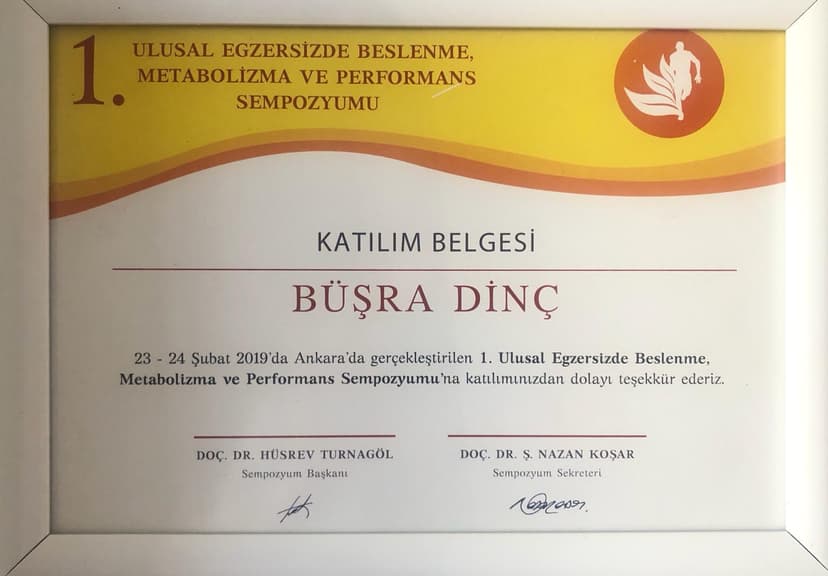 1. ULUSAL EGZERSİZDE BESLENME,
METABOLİZMA VE PERFORMANS
SEMPOZYUMU
KATILIM BELGESİ
BÜŞRA DİNÇ
23 - 24 Şubat 2019'da Ankara'da gerçekleştirilen 1. Ulusal Egzersizde Beslenme,
Metabolizma ve Performans Sempozyumu'na katılımınızdan dolayı teşekkür ederiz.
DOÇ. DR. HÜSREV TURNAGÖL
Sempozyum Başkanı
DOÇ. DR. Ş. NAZAN KOŞAR
Sempozyum Sekreteri